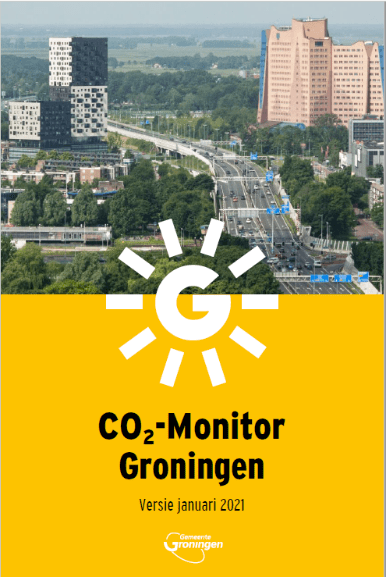 G
CO₂-Monitor
Groningen
Versie januari 2021
Gemeente
Groningen